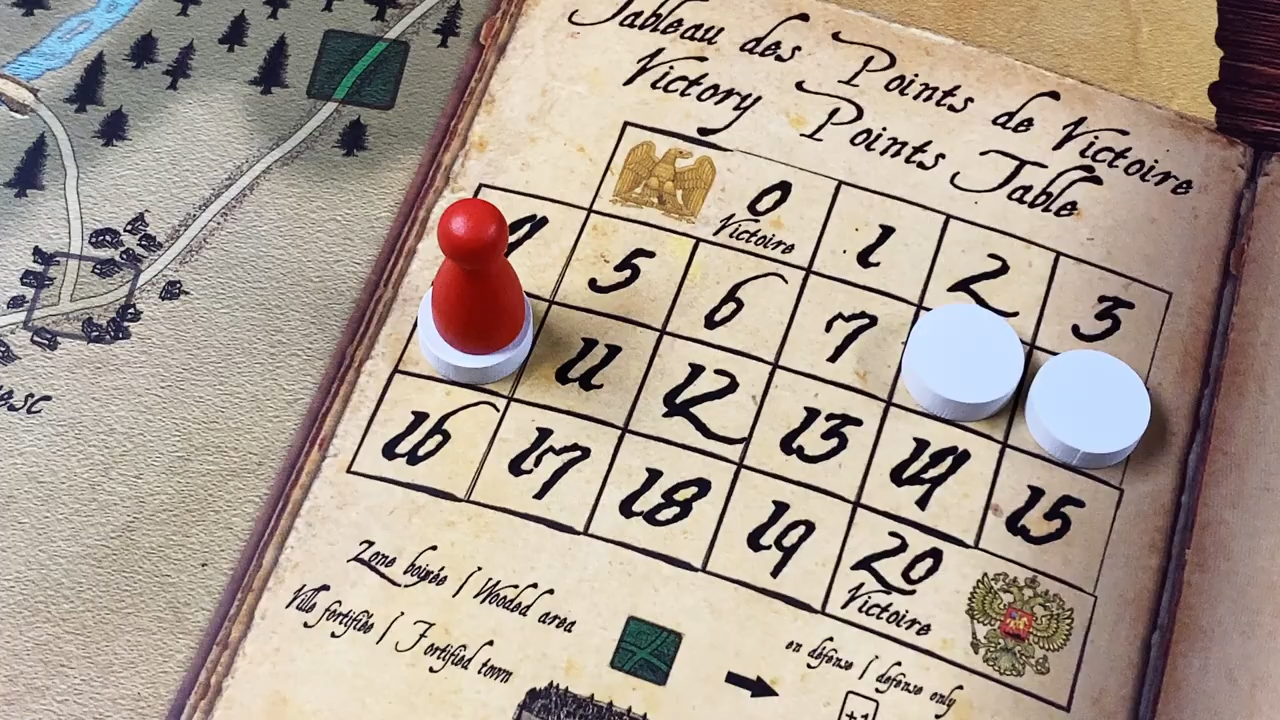 Tableau des Points de Victoire
Victory Points Table
0 1 2 3
Victoire
4 5 6 7
11 12 13 14 15
16 17 18 19 20
Victoire
Zone boisée / Wooded area
Ville fortifiée / Fortified town
en défense / defense only
+1